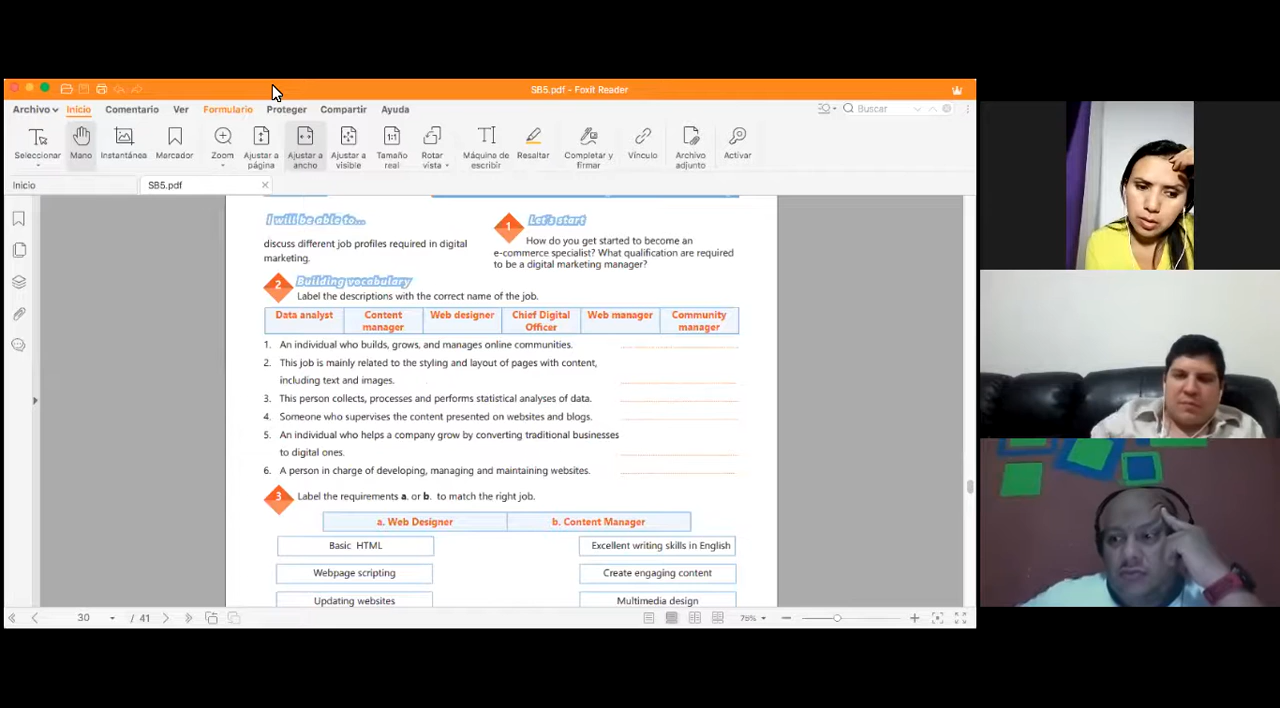 SB5.pdf - Foxit Reader
Archivo Inicio Comentario Ver Formulario Proteger Compartir Ayuda
Buscar
Seleccionar Mano Instantánea Marcador Zoom Ajustar a página Ajustar a ancho Ajustar a visible Tamaño real Rotar vista Máquina de escribir Resaltar Completar y firmar Vínculo Archivo adjunto Activar
Inicio SB5.pdf
I will be able to...
discuss different job profiles required in digital
marketing.
1 Let's start
How do you get started to become an
e-commerce specialist? What qualification are required
to be a digital marketing manager?
2 Building vocabulary
Label the descriptions with the correct name of the job.
Data analyst Content manager Web designer Chief Digital Officer Web manager Community manager
1. An individual who builds, grows, and manages online communities.
2. This job is mainly related to the styling and layout of pages with content,
including text and images.
3. This person collects, processes and performs statistical analyses of data.
4. Someone who supervises the content presented on websites and blogs.
5. An individual who helps a company grow by converting traditional businesses
to digital ones.
6. A person in charge of developing, managing and maintaining websites.
3 Label the requirements a. or b. to match the right job.
a. Web Designer b. Content Manager
Basic HTML Excellent writing skills in English
Webpage scripting Create engaging content
Updating websites Multimedia design
30 / 41 75%